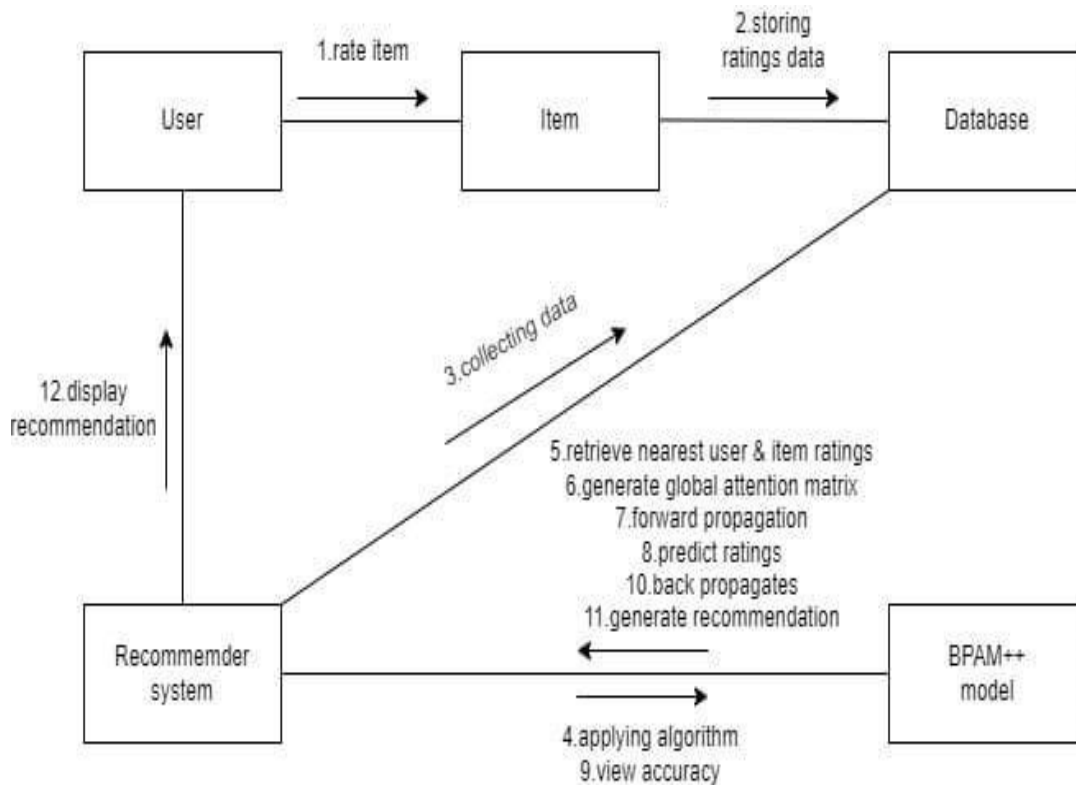 1.rate item
2.storing
ratings data
User
Item
Database
3.collecting data
12.display
recommendation
5.retrieve nearest user & item ratings
6.generate global attention matrix
7.forward propagation
8.predict ratings
10.back propagates
11.generate recommendation
Recommemder
system
BPAM++
model
4.applying algorithm
9.view accuracy